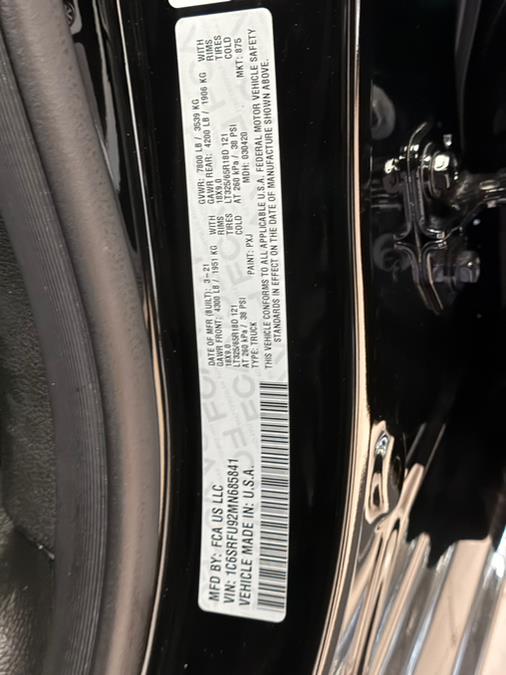 MFD BY: FCA US LLC
VIN: 1C6SRFU92MN685841
VEHICLE MADE IN: U.S.A.
DATE OF MFR (BUILT): 3-21 GVWR: 7800 LB / 3539 KG
GAWR FRONT: 4300 LB / 1951 KG WITH GAWR REAR: 4200 LB / 1906 KG WITH
18X9.0 RIMS 18X9.0 RIMS
LT325/65R18D 121 TIRES LT325/65R18D 121 TIRES
AT 260 kPa / 38 PSI COLD AT 260 kPa / 38 PSI COLD
TYPE: TRUCK PAINT: PXJ MDH: 030420 MKT: 875
THIS VEHICLE CONFORMS TO ALL APPLICABLE U.S.A. FEDERAL MOTOR VEHICLE SAFETY
STANDARDS IN EFFECT ON THE DATE OF MANUFACTURE SHOWN ABOVE.